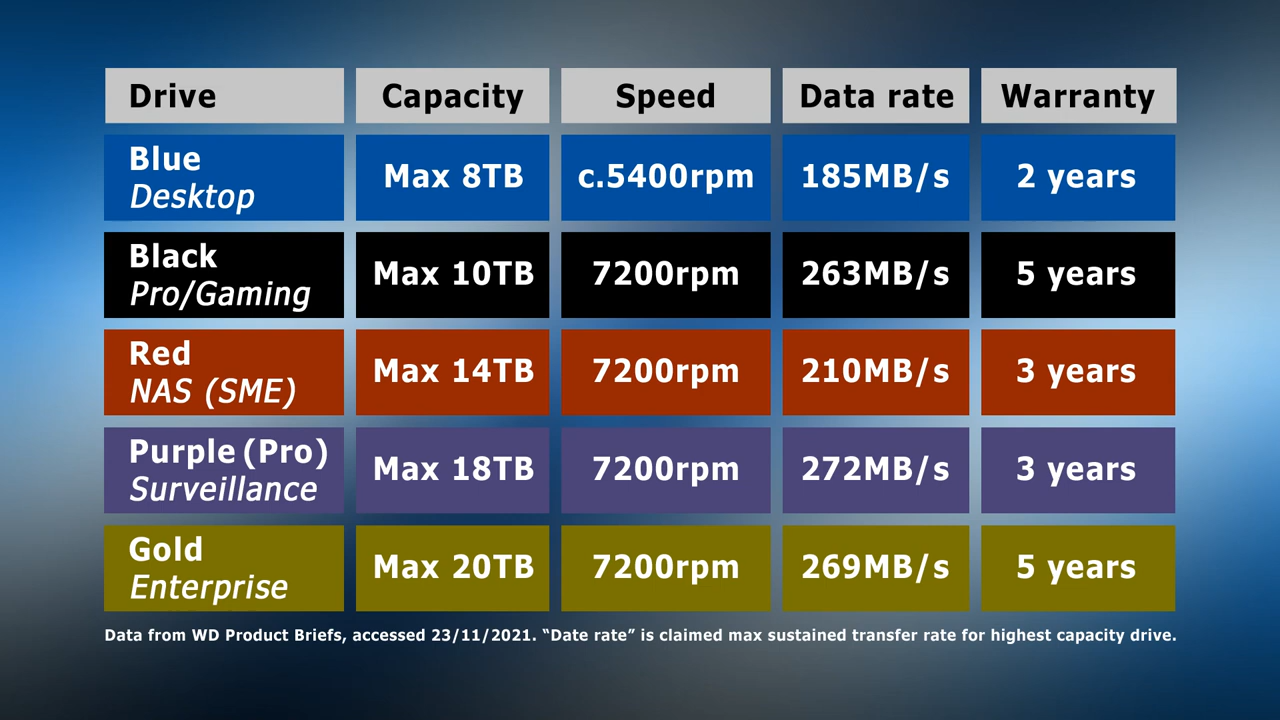 Drive Capacity Speed Data rate Warranty
Blue
Desktop
Max 8TB c.5400rpm 185MB/s 2 years
Black
Pro/Gaming
Max 10TB 7200rpm 263MB/s 5 years
Red
NAS (SME)
Max 14TB 7200rpm 210MB/s 3 years
Purple (Pro)
Surveillance
Max 18TB 7200rpm 272MB/s 3 years
Gold
Enterprise
Max 20TB 7200rpm 269MB/s 5 years
Data from WD Product Briefs, accessed 23/11/2021. “Date rate” is claimed max sustained transfer rate for highest capacity drive.